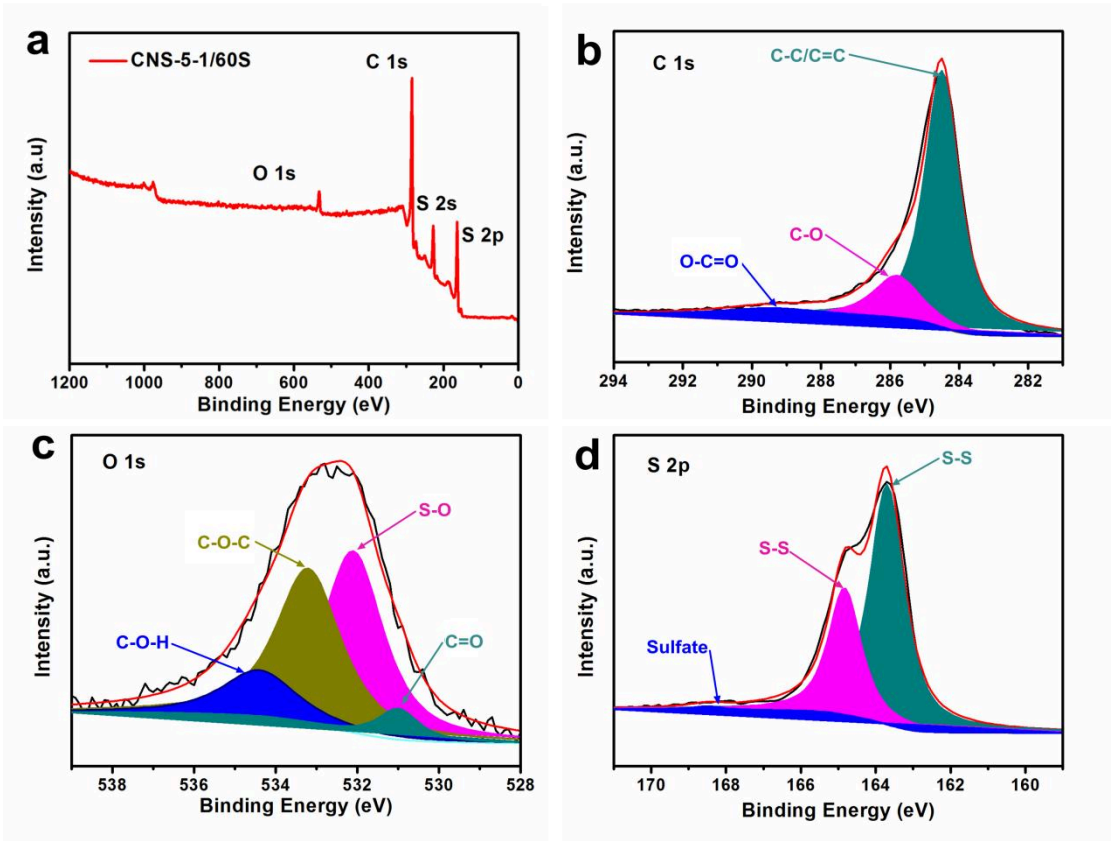 a
CNS-5-1/60S
C 1s
O 1s
S 2s
S 2p
Intensity (a.u)
1200 1000 800 600 400 200 0
Binding Energy (eV)
b
C 1s
C-C/C=C
C-O
O-C=O
Intensity (a.u.)
294 292 290 288 286 284 282
Binding Energy (eV)
c
O 1s
S-O
C-O-C
C-O-H
C=O
Intensity (a.u.)
538 536 534 532 530 528
Binding Energy (eV)
d
S 2p
S-S
S-S
Sulfate
Intensity (a.u.)
170 168 166 164 162 160
Binding Energy (eV)